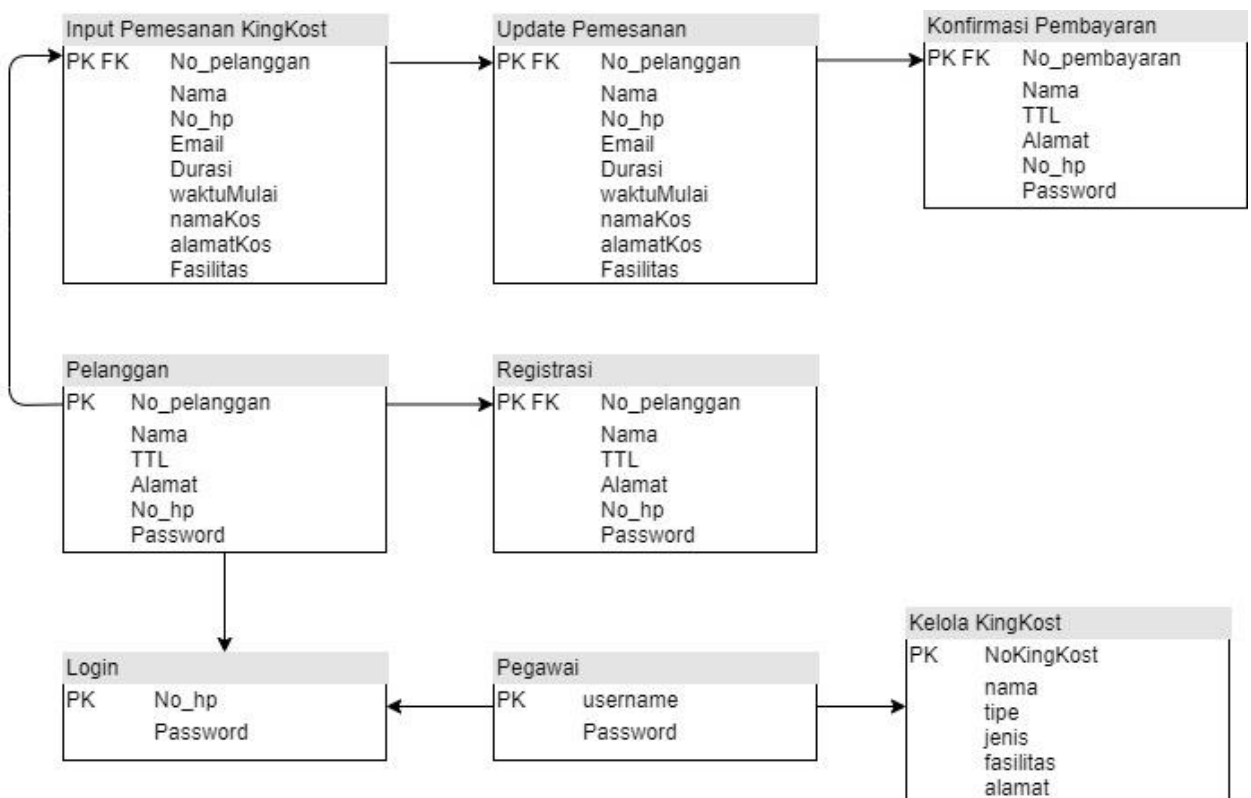 Input Pemesanan KingKost
PK FK No_pelanggan
Nama
No_hp
Email
Durasi
waktuMulai
namaKos
alamatKos
Fasilitas
Update Pemesanan
PK FK No_pelanggan
Nama
No_hp
Email
Durasi
waktuMulai
namaKos
alamatKos
Fasilitas
Konfirmasi Pembayaran
PK FK No_pembayaran
Nama
TTL
Alamat
No_hp
Password
Pelanggan
PK No_pelanggan
Nama
TTL
Alamat
No_hp
Password
Registrasi
PK FK No_pelanggan
Nama
TTL
Alamat
No_hp
Password
Login
PK No_hp
Password
Pegawai
PK username
Password
Kelola KingKost
PK NoKingKost
nama
tipe
jenis
fasilitas
alamat